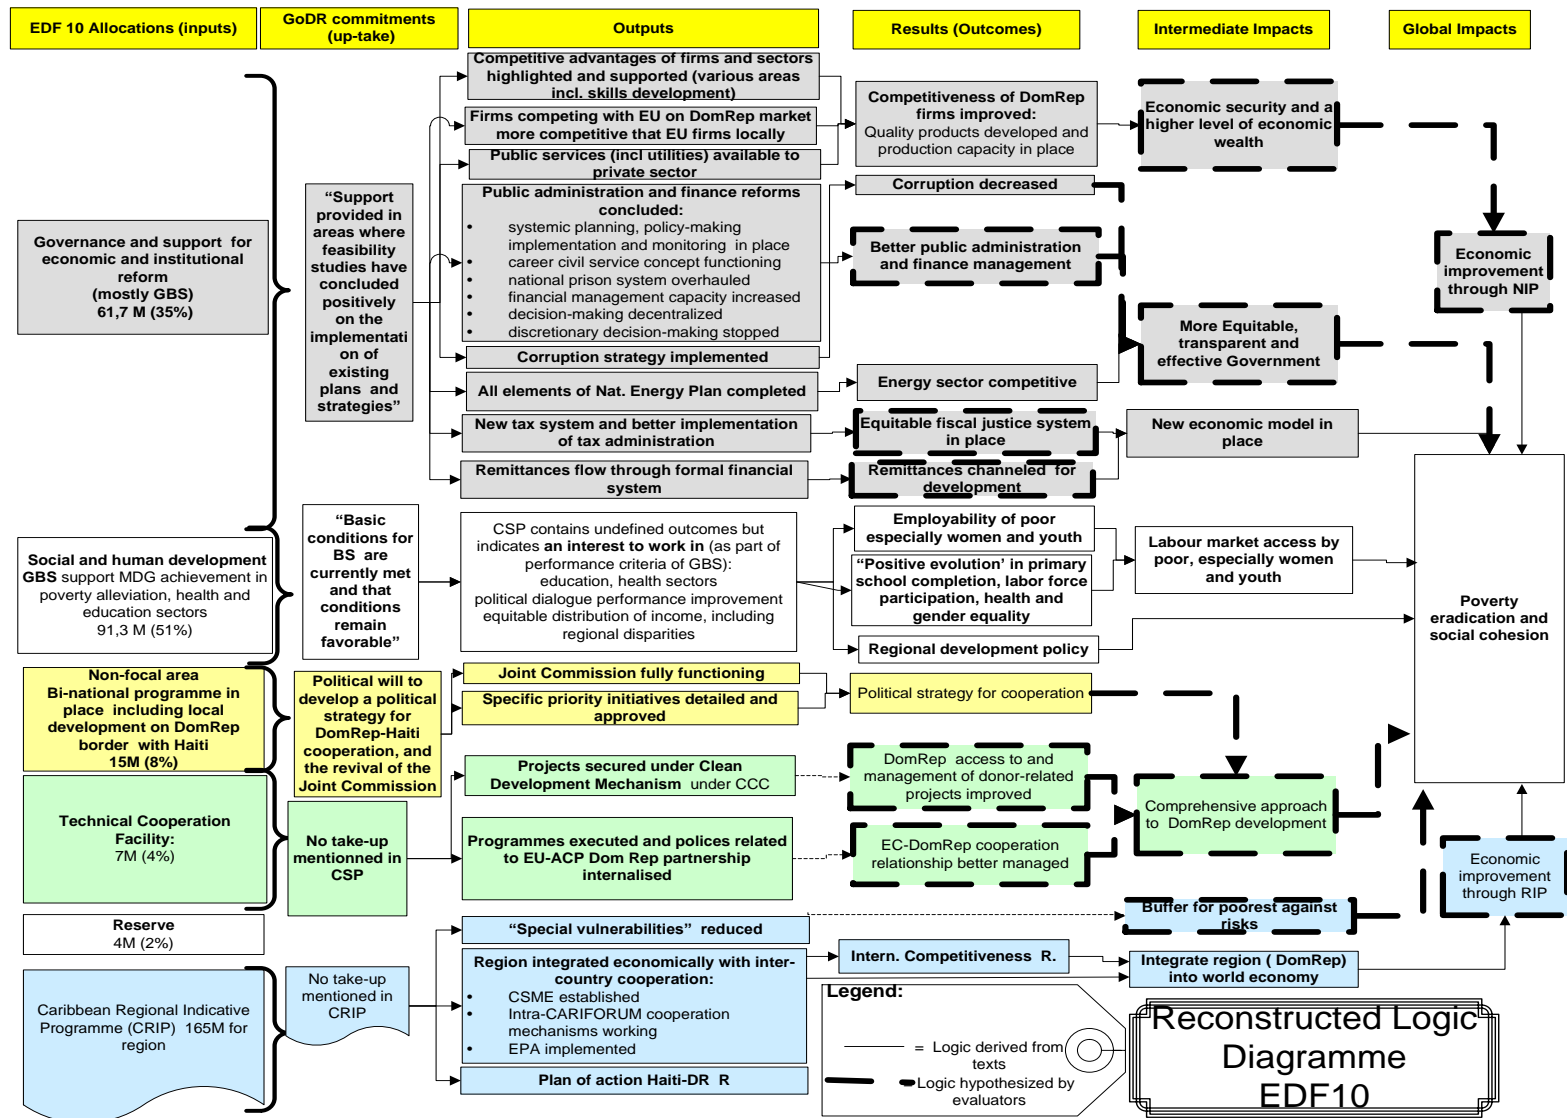 EDF 10 Allocations (inputs)
GoDR commitments
(up-take)
Outputs
Results (Outcomes)
Intermediate Impacts
Global Impacts
Governance and support for
economic and institutional
reform
(mostly GBS)
61,7 M (35%)
Social and human development
GBS support MDG achievement in
poverty alleviation, health and
education sectors
91,3 M (51%)
Non-focal area
Bi-national programme in
place including local
development on DomRep
border with Haiti
15M (8%)
Technical Cooperation
Facility:
7M (4%)
Reserve
4M (2%)
Caribbean Regional Indicative
Programme (CRIP) 165M for
region
“Support
provided in
areas where
feasibility
studies have
concluded
positively
on the
implementati
on of
existing
plans and
strategies”
“Basic
conditions for
BS are
currently met
and that
conditions
remain
favorable”
Political will to
develop a political
strategy for
DomRep-Haiti
cooperation, and
the revival of the
Joint Commission
No take-up
mentionned in
CSP
No take-up
mentioned in
CRIP
Competitive advantages of firms and sectors
highlighted and supported (various areas
incl. skills development)
Firms competing with EU on DomRep market
more competitive that EU firms locally
Public services (incl utilities) available to
private sector
Public administration and finance reforms
concluded:
• systemic planning, policy-making
implementation and monitoring in place
• career civil service concept functioning
• national prison system overhauled
• financial management capacity increased
• decision-making decentralized
• discretionary decision-making stopped
Corruption strategy implemented
All elements of Nat. Energy Plan completed
New tax system and better implementation
of tax administration
Remittances flow through formal financial
system
CSP contains undefined outcomes but
indicates an interest to work in (as part of
performance criteria of GBS):
education, health sectors
political dialogue performance improvement
equitable distribution of income, including
regional disparities
Joint Commission fully functioning
Specific priority initiatives detailed and
approved
Projects secured under Clean
Development Mechanism under CCC
Programmes executed and polices related
to EU-ACP Dom Rep partnership
internalised
“Special vulnerabilities” reduced
Region integrated economically with inter-
country cooperation:
• CSME established
• Intra-CARIFORUM cooperation
mechanisms working
• EPA implemented
Plan of action Haiti-DR R
Competitiveness of DomRep
firms improved:
Quality products developed and
production capacity in place
Corruption decreased
Better public administration
and finance management
Energy sector competitive
Equitable fiscal justice system
in place
Remittances channeled for
development
Employability of poor
especially women and youth
“Positive evolution’ in primary
school completion, labor force
participation, health and
gender equality
Regional development policy
Political strategy for cooperation
DomRep access to and
management of donor-related
projects improved
EC-DomRep cooperation
relationship better managed
Intern. Competitiveness R.
Economic security and a
higher level of economic
wealth
More Equitable,
transparent and
effective Government
New economic model in
place
Labour market access by
poor, especially women
and youth
Comprehensive approach
to DomRep development
Buffer for poorest against
risks
Integrate region ( DomRep)
into world economy
Economic
improvement
through NIP
Poverty
eradication and
social cohesion
Economic
improvement
through RIP
Legend:
= Logic derived from
texts
=Logic hypothesized by
evaluators
Reconstructed Logic
Diagramme
EDF10